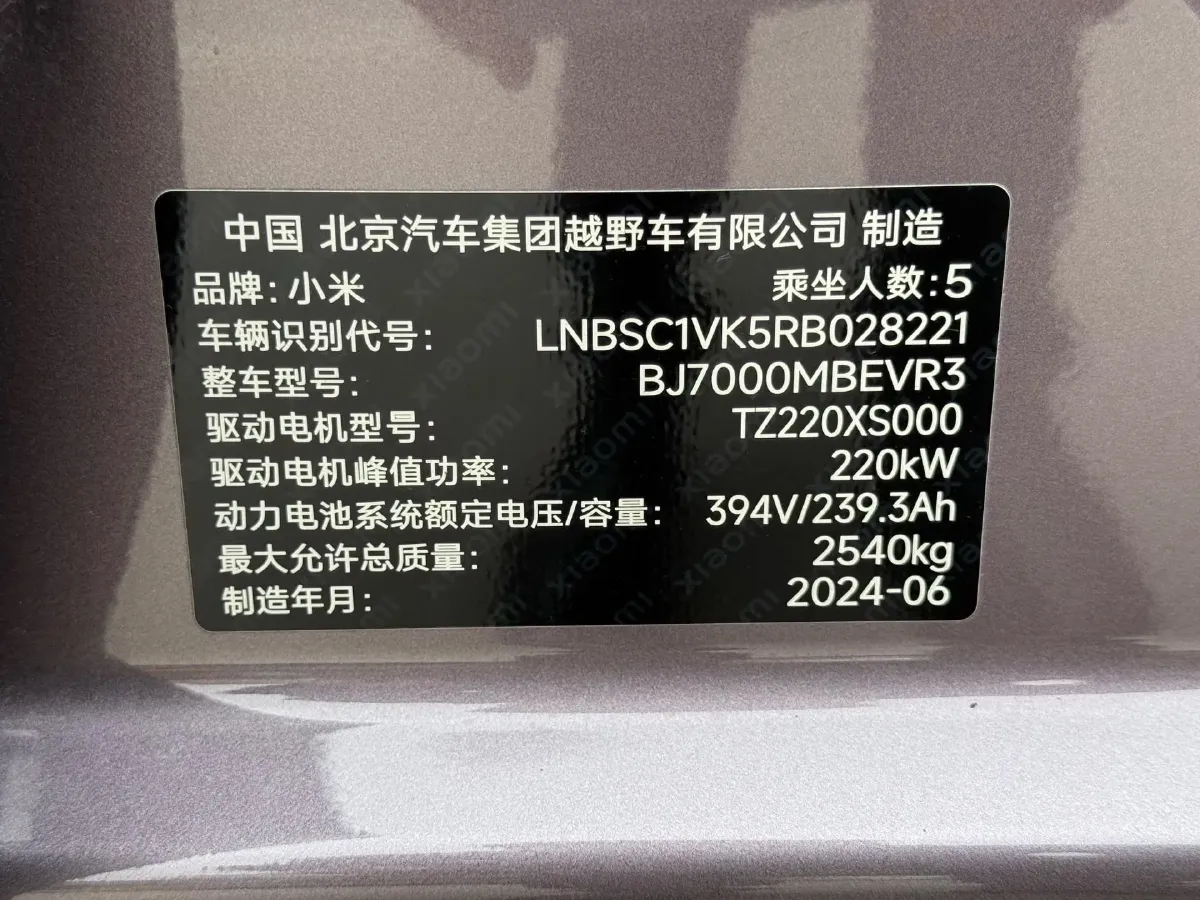 中国 北京汽车集团越野车有限公司 制造
品牌: 小米 乘坐人数: 5
车辆识别代号: LNBSC1VK5RB028221
整车型号: BJ7000MBEVR3
驱动电机型号: TZ220XS000
驱动电机峰值功率: 220kW
动力电池系统额定电压/容量: 394V/239.3Ah
最大允许总质量: 2540kg
制造年月: 2024-06